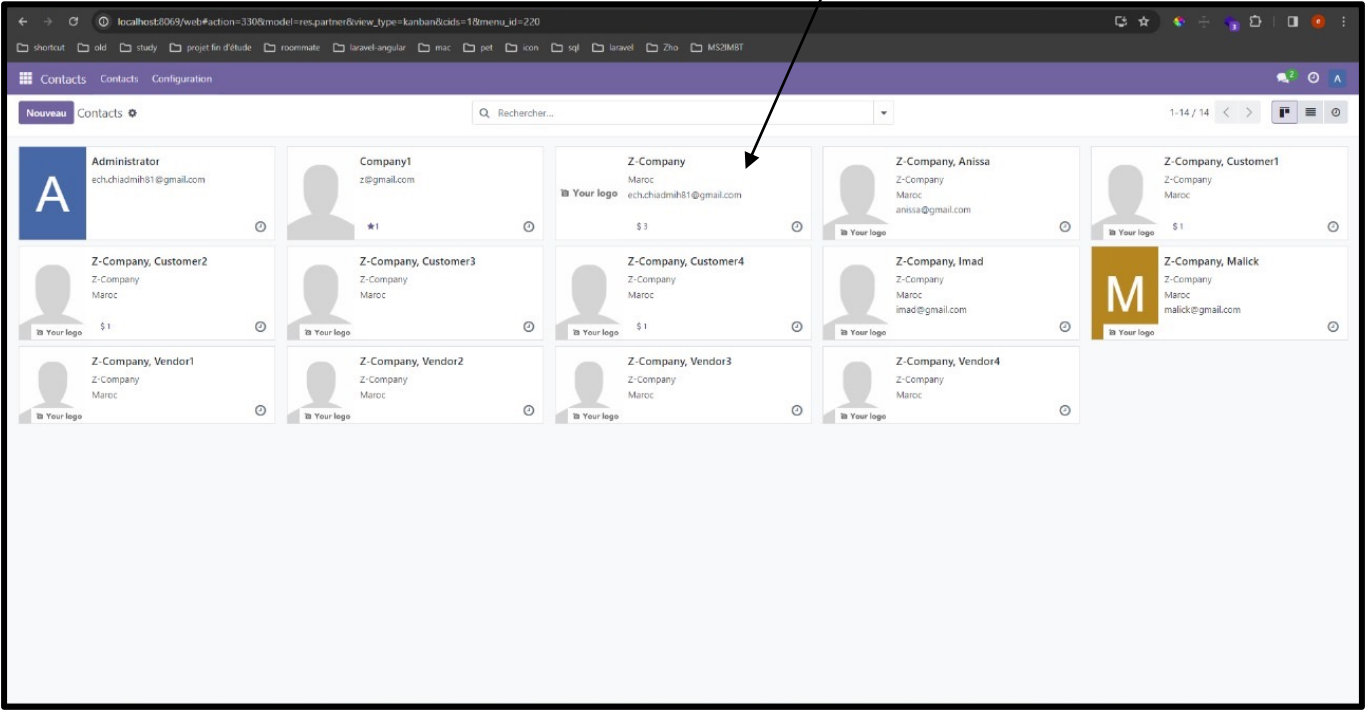 localhost:8069/web#action=330&model=res.partner&view_type=kanban&cids=1&menu_id=220
shortcut old study projet fin d'étude roommate laravel-angular mac pet icon sql laravel Zho MS2IMBT
Contacts Contacts Configuration 2 A
Nouveau Contacts Rechercher... 1-14 / 14
A
Administrator
ech.chiadmih81@gmail.com
Company1
z@gmail.com
1
Your logo
Z-Company
Maroc
ech.chiadmih81@gmail.com
$ 3
Your logo
Z-Company, Anissa
Z-Company
Maroc
anissa@gmail.com
Your logo
Z-Company, Customer1
Z-Company
Maroc
$ 1
Your logo
Z-Company, Customer2
Z-Company
Maroc
$ 1
Your logo
Z-Company, Customer3
Z-Company
Maroc
Your logo
Z-Company, Customer4
Z-Company
Maroc
$ 1
Your logo
Z-Company, Imad
Z-Company
Maroc
imad@gmail.com
M
Your logo
Z-Company, Malick
Z-Company
Maroc
malick@gmail.com
Your logo
Z-Company, Vendor1
Z-Company
Maroc
Your logo
Z-Company, Vendor2
Z-Company
Maroc
Your logo
Z-Company, Vendor3
Z-Company
Maroc
Your logo
Z-Company, Vendor4
Z-Company
Maroc